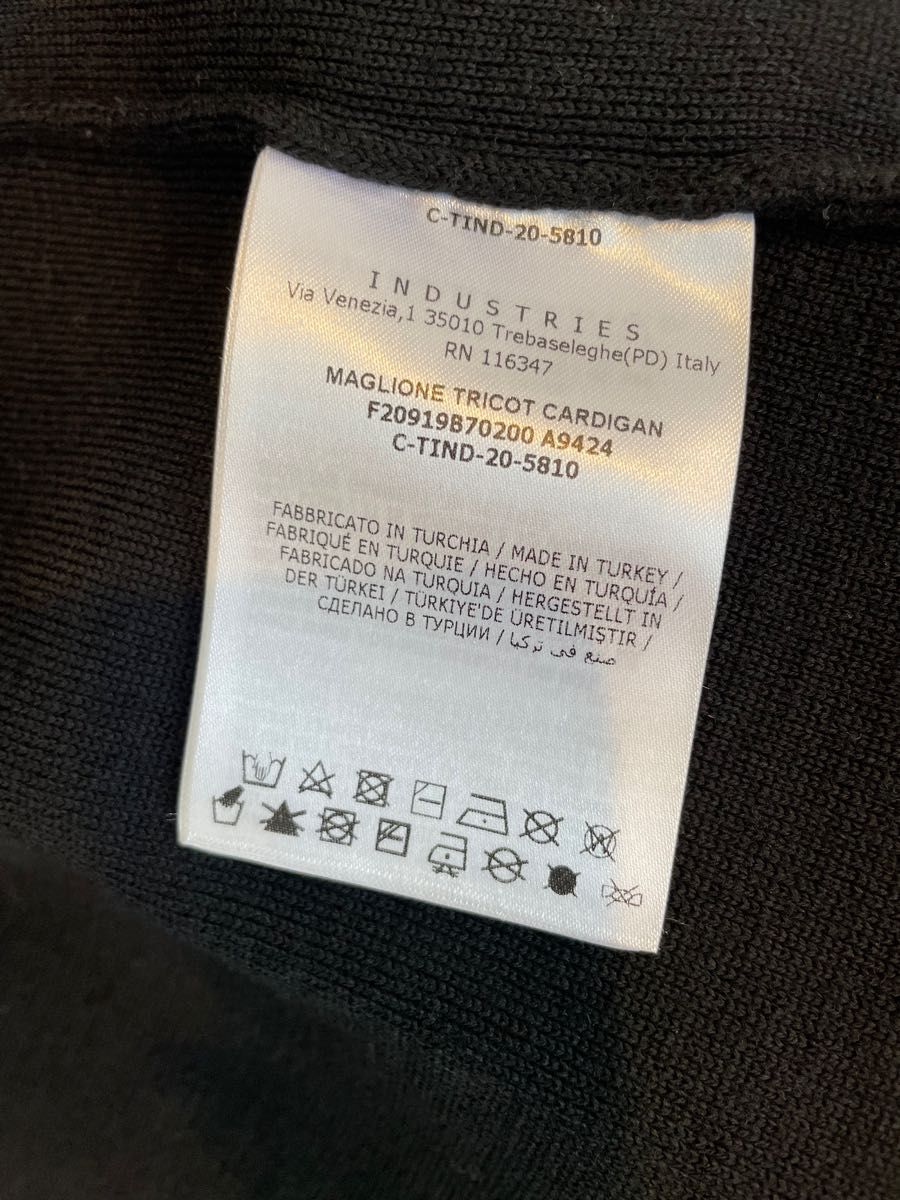 C-TIND-20-5810
INDUSTRIES
Via Venezia,1 35010 Trebaseleghe(PD) Italy
RN 116347
MAGLIONE TRICOT CARDIGAN
F20919B70200 A9424
C-TIND-20-5810
FABBRICATO IN TURCHIA / MADE IN TURKEY /
FABRIQUÉ EN TURQUIE / HECHO EN TURQUÍA /
FABRICADO NA TURQUIA / HERGESTELLT IN
DER TÜRKEI / TÜRKIYE'DE ÜRETILMIŞTIR /
СДЕЛАНО В ТУРЦИИ / صنع في تركيا